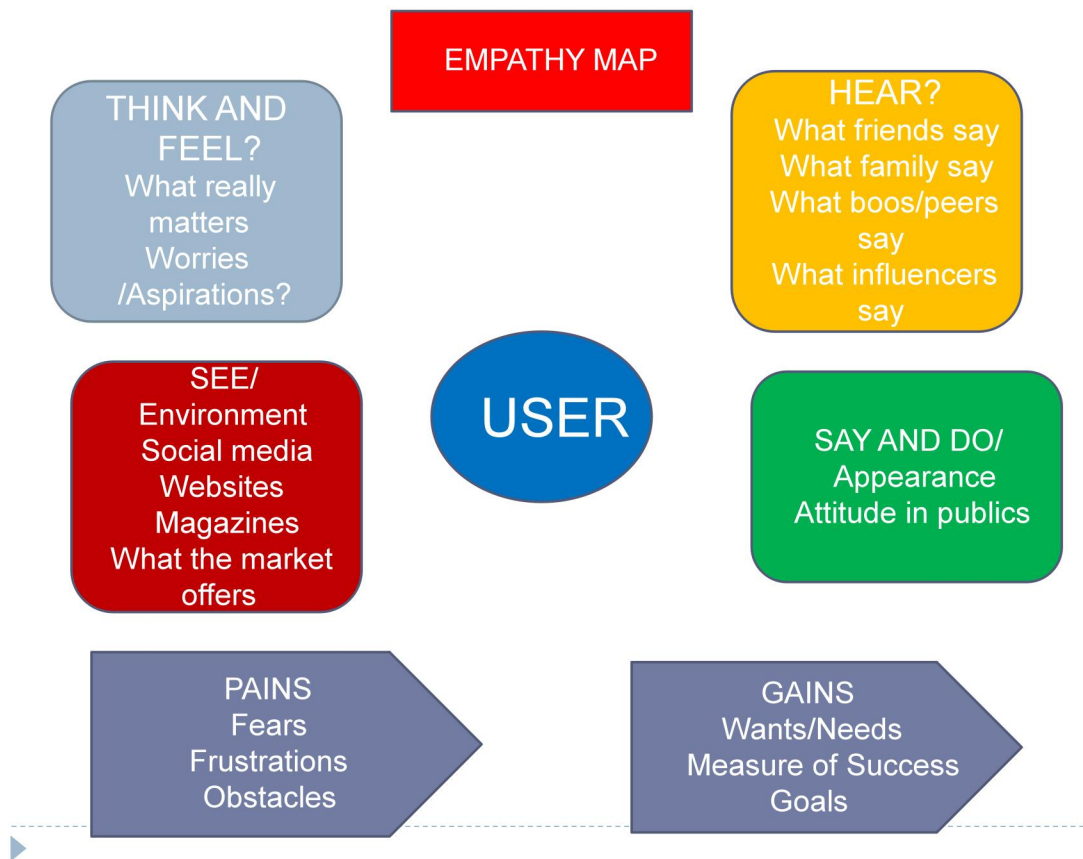 EMPATHY MAP
THINK AND
FEEL?
What really
matters
Worries
/Aspirations?
HEAR?
What friends say
What family say
What boos/peers
say
What influencers
say
SEE/
Environment
Social media
Websites
Magazines
What the market
offers
USER
SAY AND DO/
Appearance
Attitude in publics
PAINS
Fears
Frustrations
Obstacles
GAINS
Wants/Needs
Measure of Success
Goals